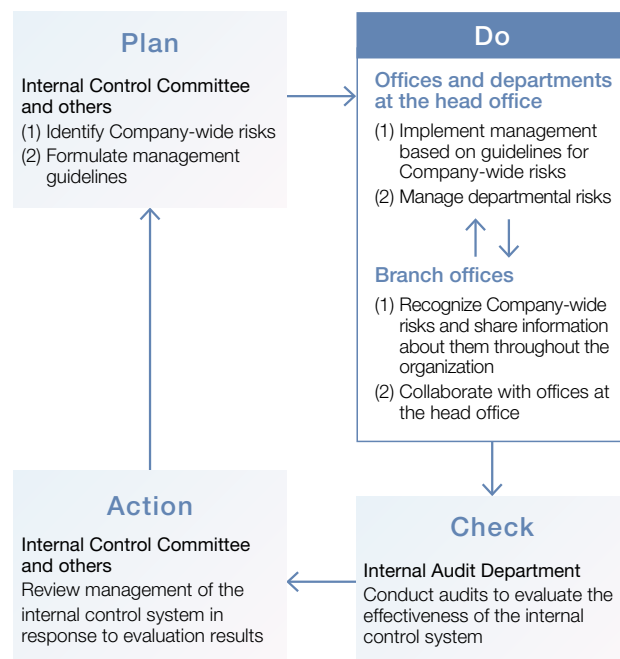 Plan
Internal Control Committee
and others
(1) Identify Company-wide risks
(2) Formulate management
guidelines
Do
Offices and departments
at the head office
(1) Implement management
based on guidelines for
Company-wide risks
(2) Manage departmental risks
Branch offices
(1) Recognize Company-wide
risks and share information
about them throughout the
organization
(2) Collaborate with offices at
the head office
Check
Internal Audit Department
Conduct audits to evaluate the
effectiveness of the internal
control system
Action
Internal Control Committee
and others
Review management of the
internal control system in
response to evaluation results